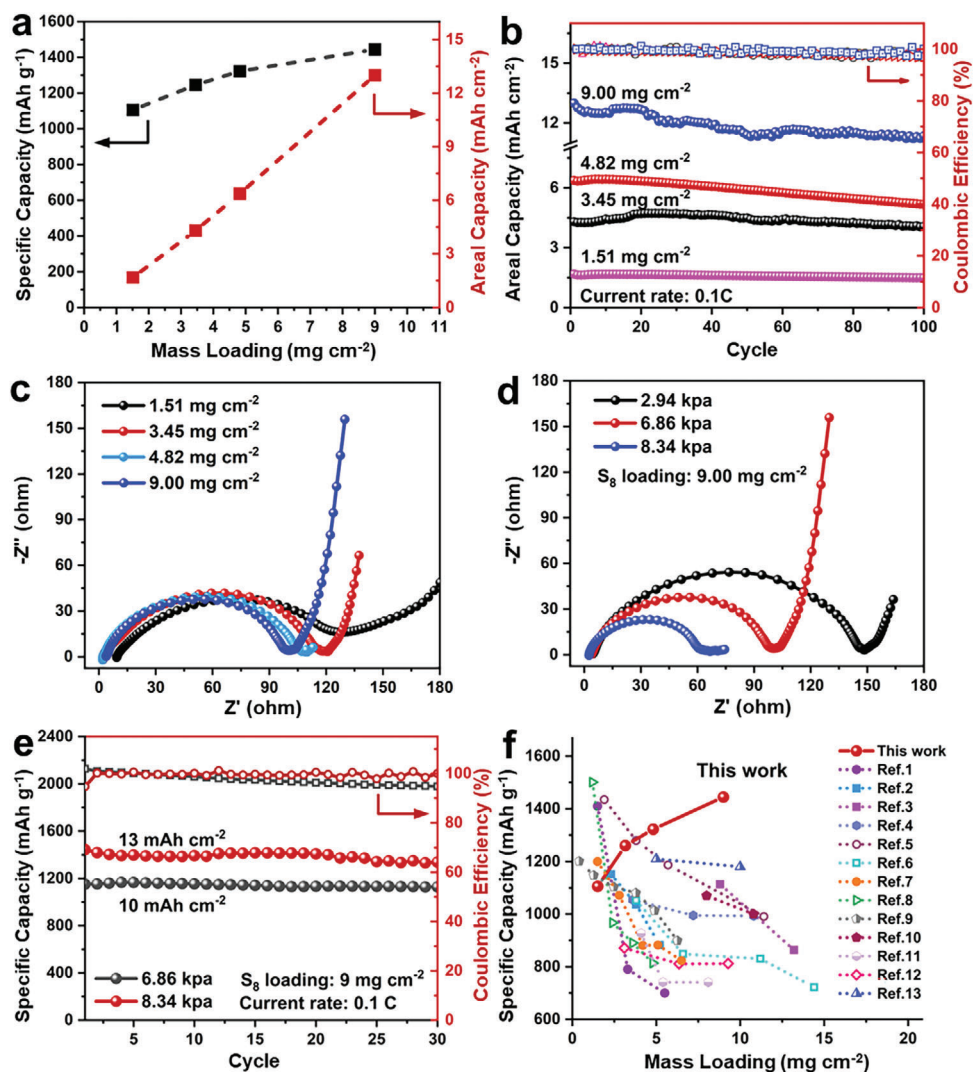 a
1600
1400
1200
1000
800
600
400
200
0
Specific Capacity (mAh g-1)
15
12
9
6
3
0
Areal Capacity (mAh cm-2)
0 1 2 3 4 5 6 7 8 9 10 11
Mass Loading (mg cm-2)
b
15
12
6
3
0
Areal Capacity (mAh cm-2)
9.00 mg cm-2
4.82 mg cm-2
3.45 mg cm-2
1.51 mg cm-2
Current rate: 0.1C
100
80
60
40
20
0
Coulombic Efficiency (%)
0 20 40 60 80 100
Cycle
c
180
150
120
90
60
30
0
-Z'' (ohm)
1.51 mg cm-2
3.45 mg cm-2
4.82 mg cm-2
9.00 mg cm-2
0 30 60 90 120 150 180
Z' (ohm)
d
180
150
120
90
60
30
0
-Z'' (ohm)
2.94 kpa
6.86 kpa
8.34 kpa
S8 loading: 9.00 mg cm-2
0 30 60 90 120 150 180
Z' (ohm)
e
2400
2000
1600
1200
800
400
0
Specific Capacity (mAh g-1)
13 mAh cm-2
10 mAh cm-2
6.86 kpa
8.34 kpa
S8 loading: 9 mg cm-2
Current rate: 0.1 C
100
80
60
40
20
0
Coulombic Efficiency (%)
5 10 15 20 25 30
Cycle
f
1600
1400
1200
1000
800
600
Specific Capacity (mAh g-1)
This work
This work
Ref.1
Ref.2
Ref.3
Ref.4
Ref.5
Ref.6
Ref.7
Ref.8
Ref.9
Ref.10
Ref.11
Ref.12
Ref.13
0 5 10 15 20
Mass Loading (mg cm-2)